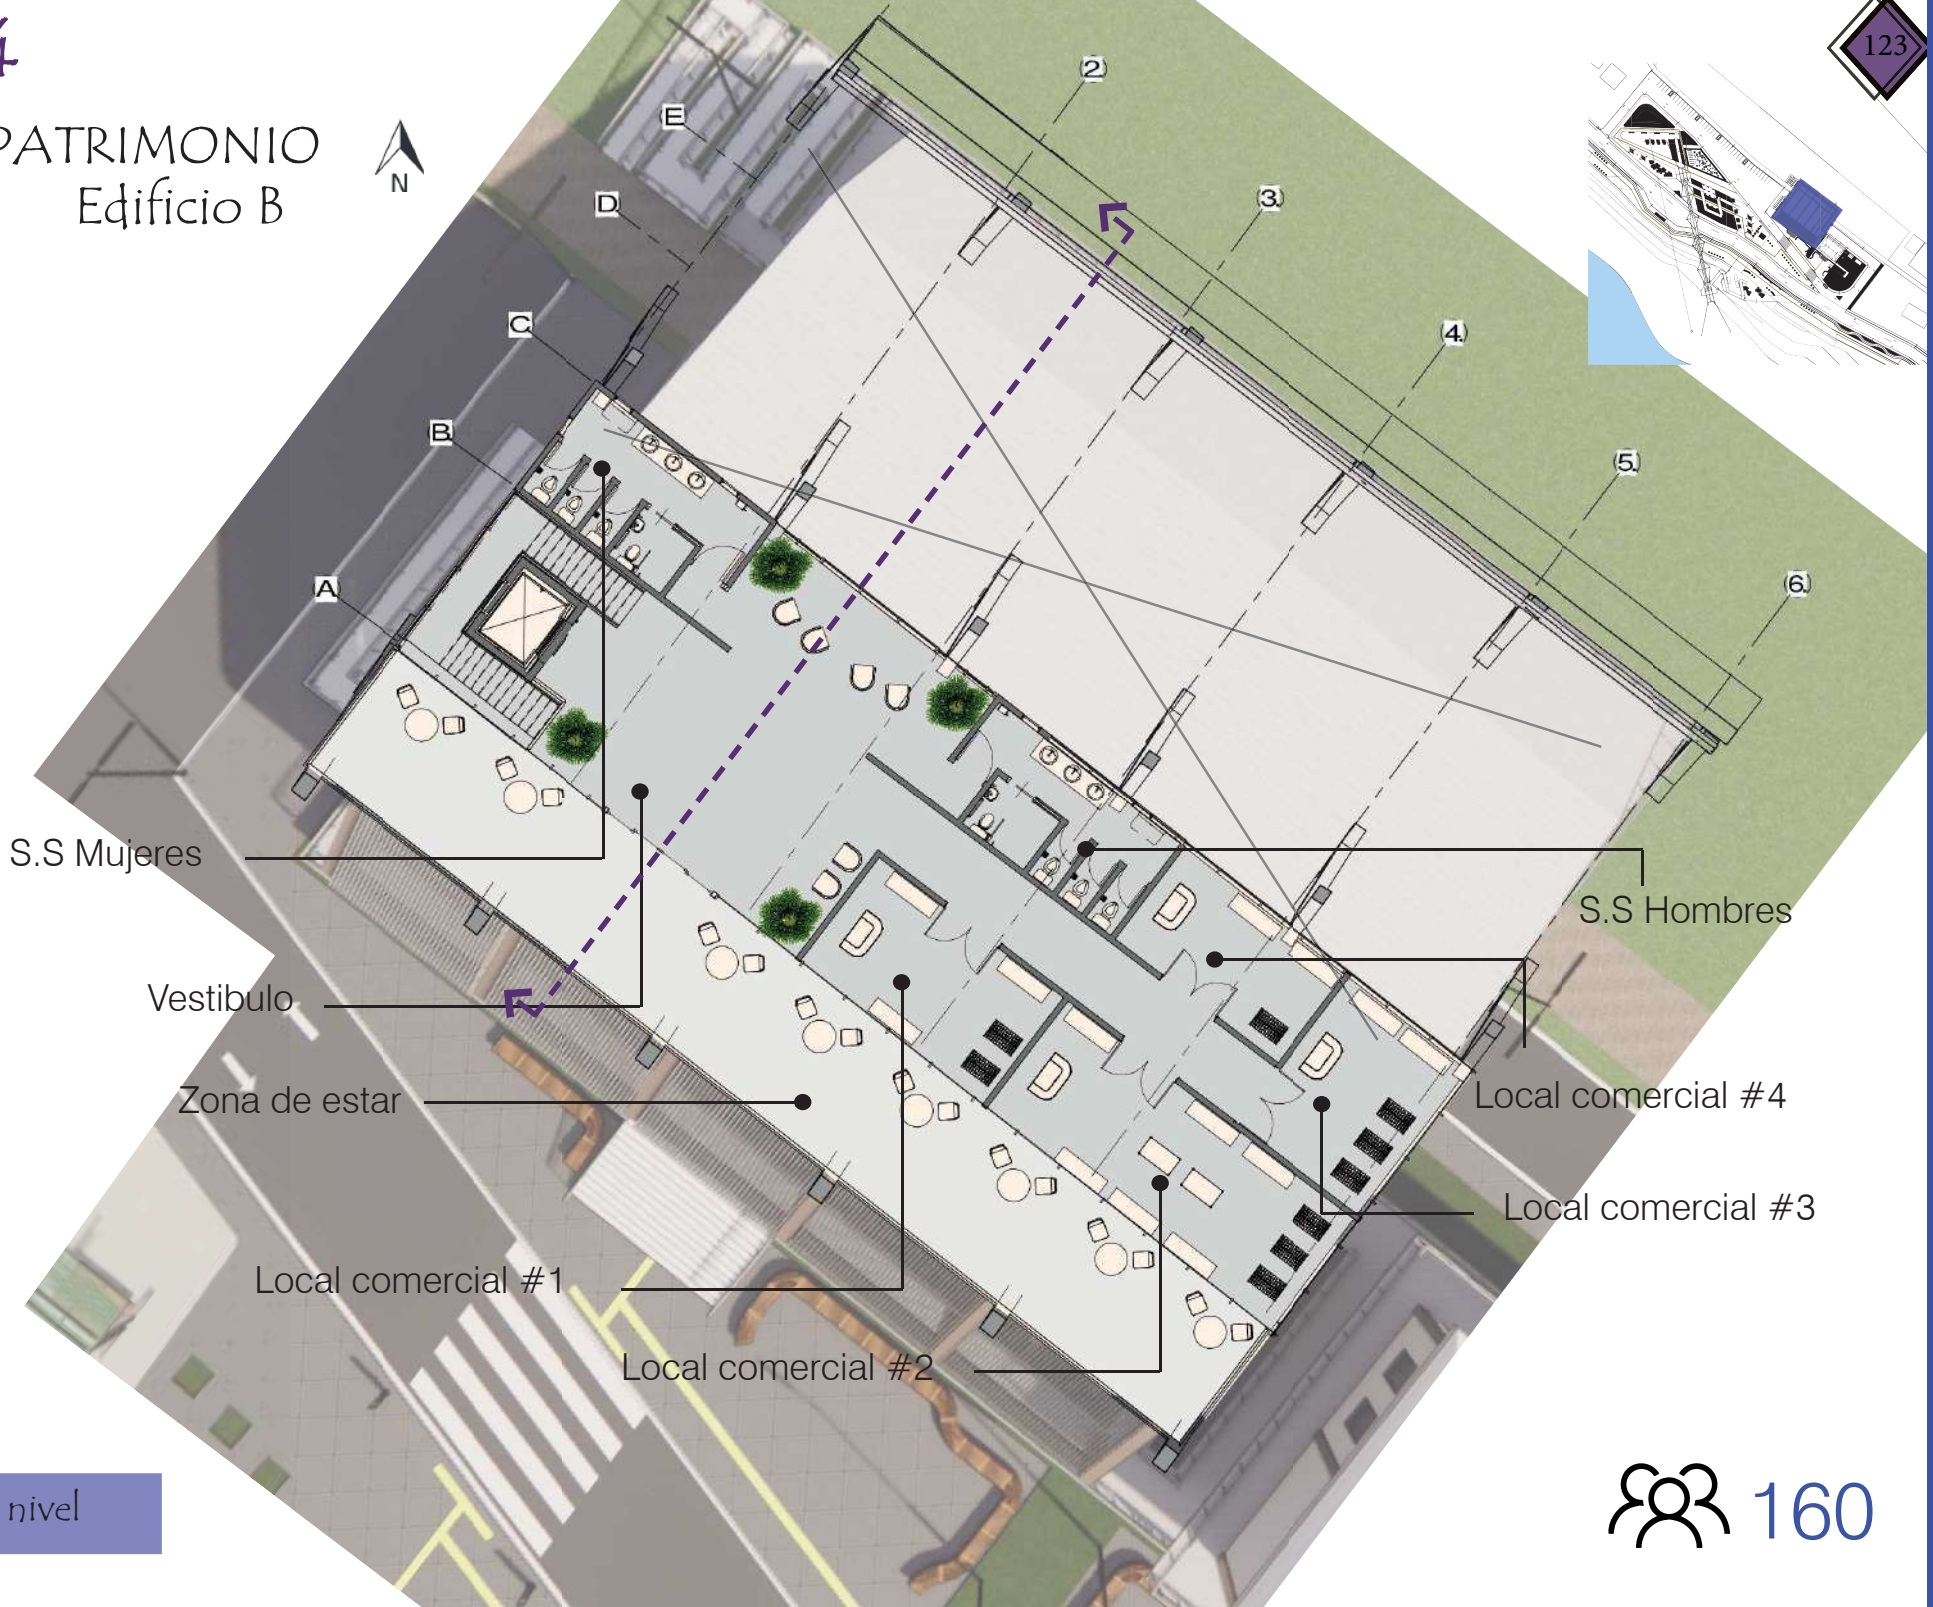 4
123
PATRIMONIO
Edificio B
N
2
E
3.
D.
C.
4.
B
5.
A
6.
S.S Mujeres
S.S Hombres
Vestibulo
Zona de estar
Local comercial #4
Local comercial #3
Local comercial #1
Local comercial #2
nivel
160